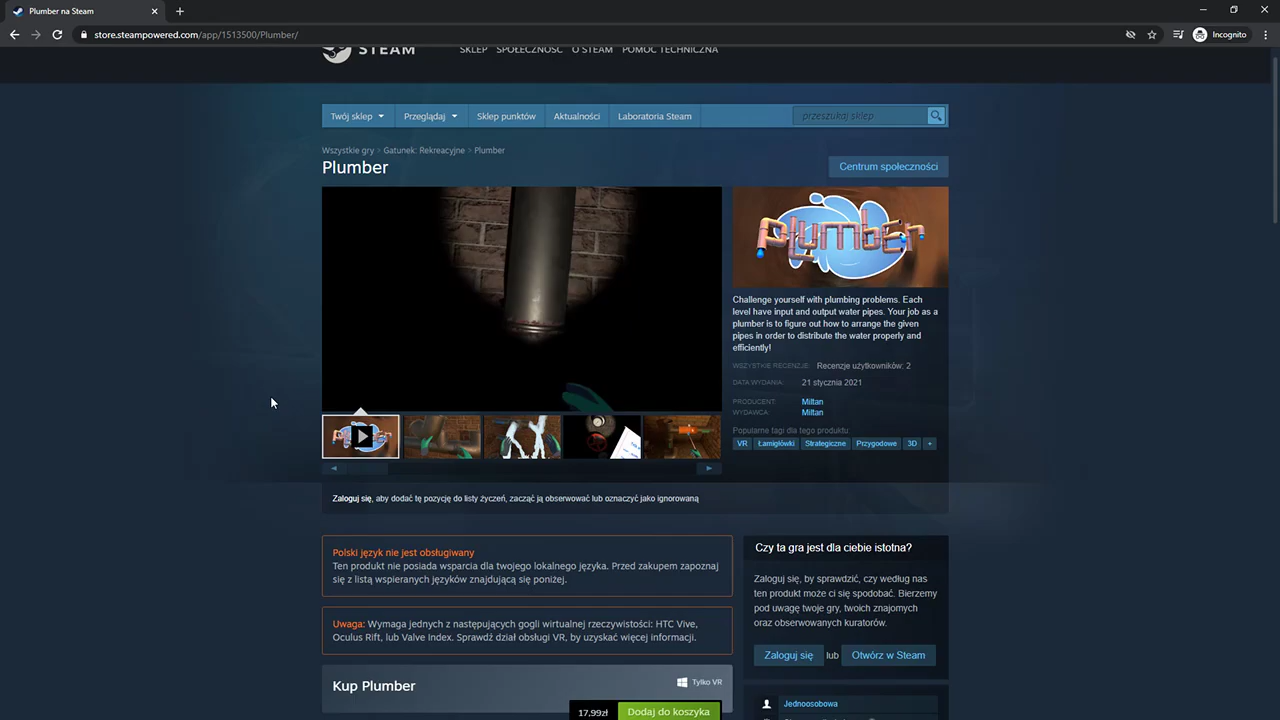 Plumber na Steam
store.steampowered.com/app/1513500/Plumber/
Incognito
STEAM
SKLEP SPOŁECZNOŚĆ O STEAM POMOC TECHNICZNA
Twój sklep Przeglądaj Sklep punktów Aktualności Laboratoria Steam przeszukaj sklep
Wszystkie gry > Gatunek: Rekreacyjne > Plumber
Plumber
Centrum społeczności
Plumber
Challenge yourself with plumbing problems. Each
level have input and output water pipes. Your job as a
plumber is to figure out how to arrange the given
pipes in order to distribute the water properly and
efficiently!
WSZYSTKIE RECENZJE: Recenzje użytkowników: 2
DATA WYDANIA: 21 stycznia 2021
PRODUCENT: Miltan
WYDAWCA: Miltan
Popularne tagi dla tego produktu:
VR Łamigłówki Strategiczne Przygodowe 3D +
Zaloguj się, aby dodać tę pozycję do listy życzeń, zacząć ją obserwować lub oznaczyć jako ignorowaną
Polski język nie jest obsługiwany
Ten produkt nie posiada wsparcia dla twojego lokalnego języka. Przed zakupem zapoznaj
się z listą wspieranych języków znajdującą się poniżej.
Uwaga: Wymaga jednych z następujących gogli wirtualnej rzeczywistości: HTC Vive,
Oculus Rift, lub Valve Index. Sprawdź dział obsługi VR, by uzyskać więcej informacji.
Kup Plumber
Tylko VR
17,99zł Dodaj do koszyka
Czy ta gra jest dla ciebie istotna?
Zaloguj się, by sprawdzić, czy według nas
ten produkt może ci się spodobać. Bierzemy
pod uwagę twoje gry, twoich znajomych
oraz obserwowanych kuratorów.
Zaloguj się lub Otwórz w Steam
Jednoosobowa